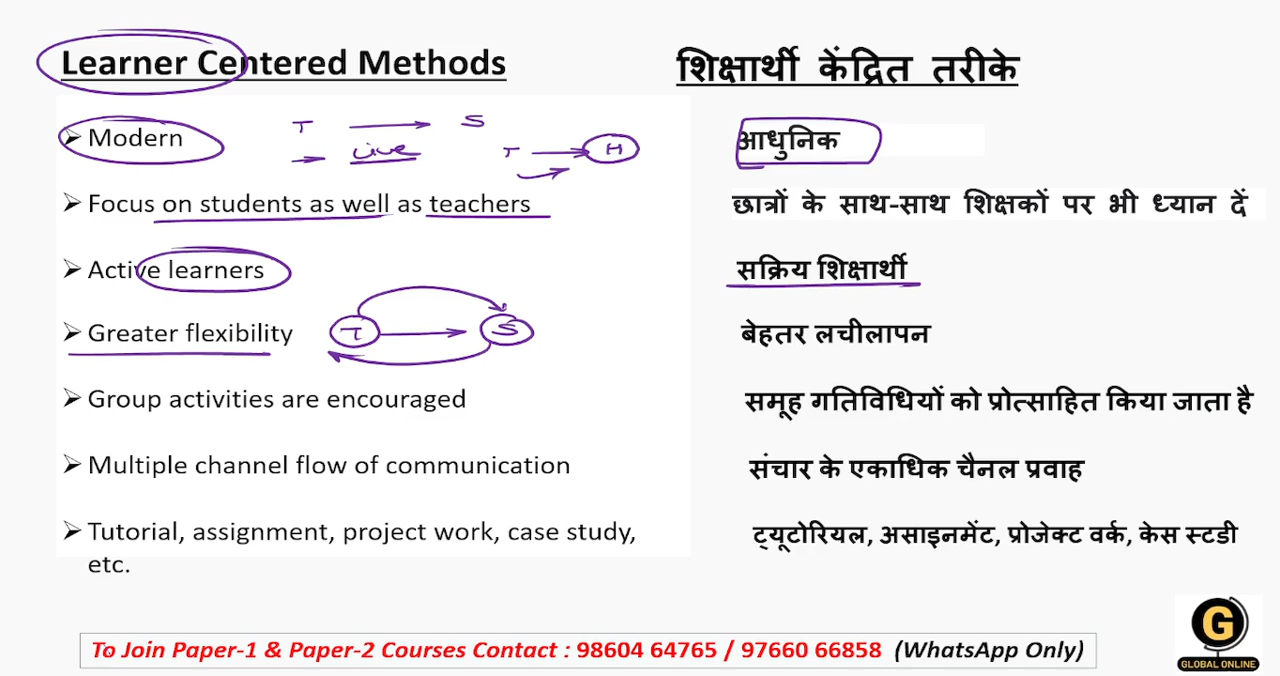 Learner Centered Methods
शिक्षार्थी केंद्रित तरीके
➢ Modern
T S
live
T H
आधुनिक
➢ Focus on students as well as teachers
छात्रों के साथ-साथ शिक्षकों पर भी ध्यान दें
➢ Active learners
सक्रिय शिक्षार्थी
➢ Greater flexibility
T S
बेहतर लचीलापन
➢ Group activities are encouraged
समूह गतिविधियों को प्रोत्साहित किया जाता है
➢ Multiple channel flow of communication
संचार के एकाधिक चैनल प्रवाह
➢ Tutorial, assignment, project work, case study,
etc.
ट्यूटोरियल, असाइनमेंट, प्रोजेक्ट वर्क, केस स्टडी
To Join Paper-1 & Paper-2 Courses Contact : 98604 64765 / 97660 66858 (WhatsApp Only)
G
GLOBAL ONLINE